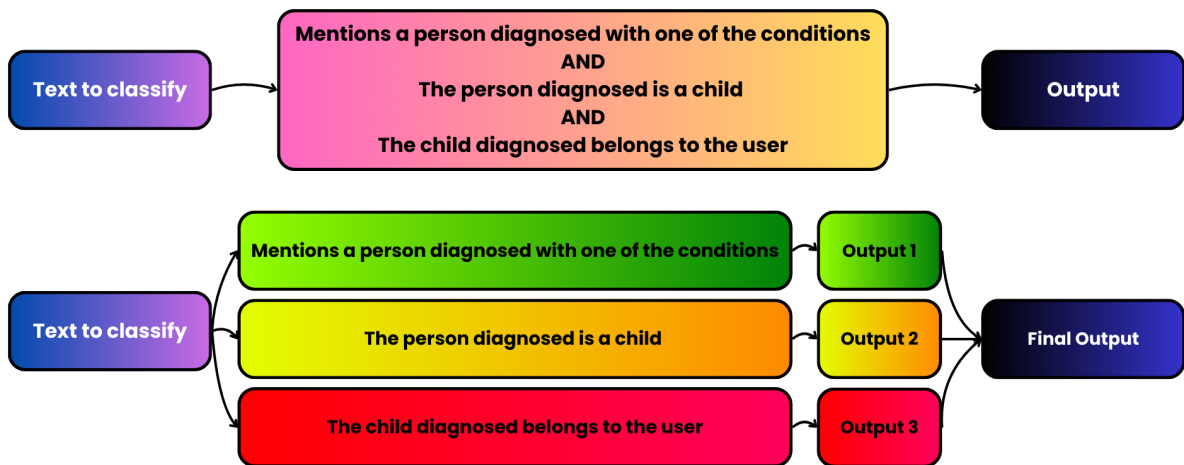 Text to classify
Mentions a person diagnosed with one of the conditions
AND
The person diagnosed is a child
AND
The child diagnosed belongs to the user
Output
Text to classify
Mentions a person diagnosed with one of the conditions
Output 1
The person diagnosed is a child
Output 2
The child diagnosed belongs to the user
Output 3
Final Output